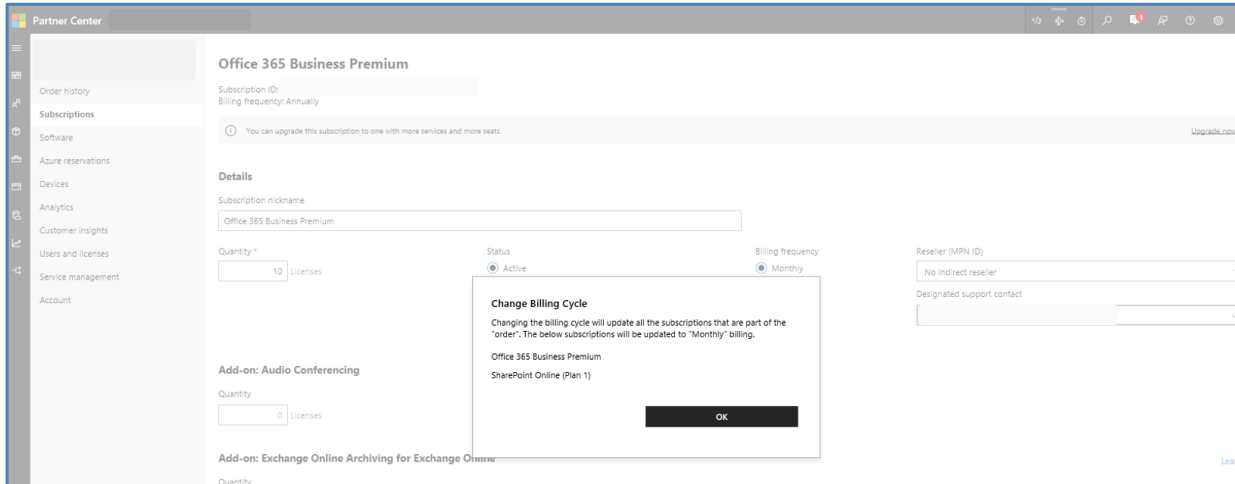 Partner Center
Internal
1
Office 365 Business Premium
Subscription ID:
Billing frequency: Annually
You can upgrade this subscription to one with more services and more seats.
Upgrade now
Order history
Subscriptions
Software
Azure reservations
Devices
Analytics
Customer insights
Users and licenses
Service management
Account
Details
Subscription nickname
Office 365 Business Premium
Quantity *
10 Licenses
Status
Active
Billing frequency
Monthly
Reseller (MPN ID)
No Indirect reseller
Designated support contact
Change Billing Cycle
Changing the billing cycle will update all the subscriptions that are part of the
"order". The below subscriptions will be updated to "Monthly" billing.
Office 365 Business Premium
SharePoint Online (Plan 1)
OK
Add-on: Audio Conferencing
Quantity
0 Licenses
Add-on: Exchange Online Archiving for Exchange Online
Lea
Quantity